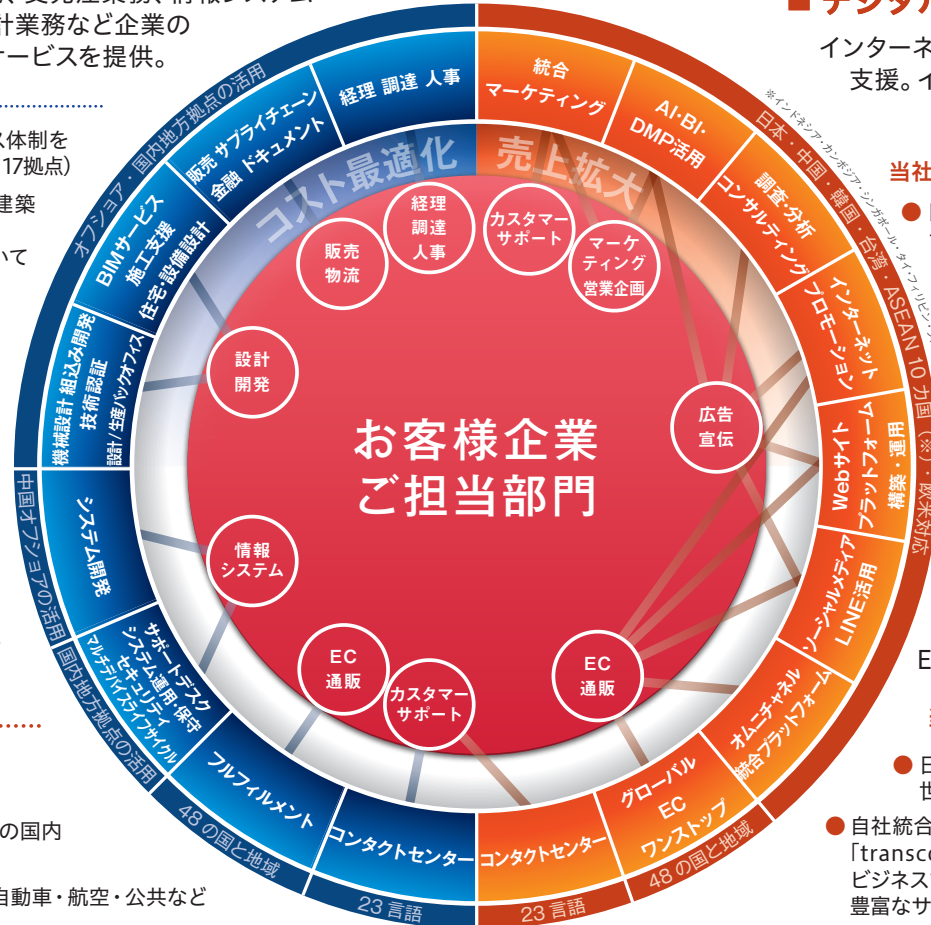 計業務など企業の
サービスを提供。
ス体制を
17拠点)
建築
いて
の国内
自動車・航空・公共など
■デジタル
インターネ
支援。イ
当社
●
E
● 日
世
● 自社統合
「transco
ビジネス
豊富なサ
コスト最適化
売上拡大
お客様企業
ご担当部門
経理
調達
人事
販売
物流
設計
開発
情報
システム
EC
通販
カスタマー
サポート
カスタマー
サポート
マーケ
ティング
営業企画
広告
宣伝
EC
通販
統合
マーケティング
AI・BI・
DMP活用
調査・分析
コンサルティング
インターネット
プロモーション
Webサイト
プラットフォーム
構築・運用
ソーシャルメディア
LINE活用
オムニチャネル
統合プラットフォーム
グローバル
EC
ワンストップ
コンタクトセンター
コンタクトセンター
フルフィルメント
サポートデスク
システム運用・保守
セキュリティ
マルチデバイスライフサイクル
システム開発
機械設計 組込み開発
技術認証
設計/生産バックオフィス
BIMサービス
施工支援
住宅・設備設計
販売 サプライチェーン
金融 ドキュメント
経理 調達 人事
オフショア・国内地方拠点の活用
中国オフショアの活用
国内地方拠点の活用
48の国と地域
23言語
23言語
48の国と地域
日本・中国・韓国・台湾・ASEAN 10カ国(※)・欧米対応
※インドネシア・カンボジア・シンガポール・タイ・フィリピン・